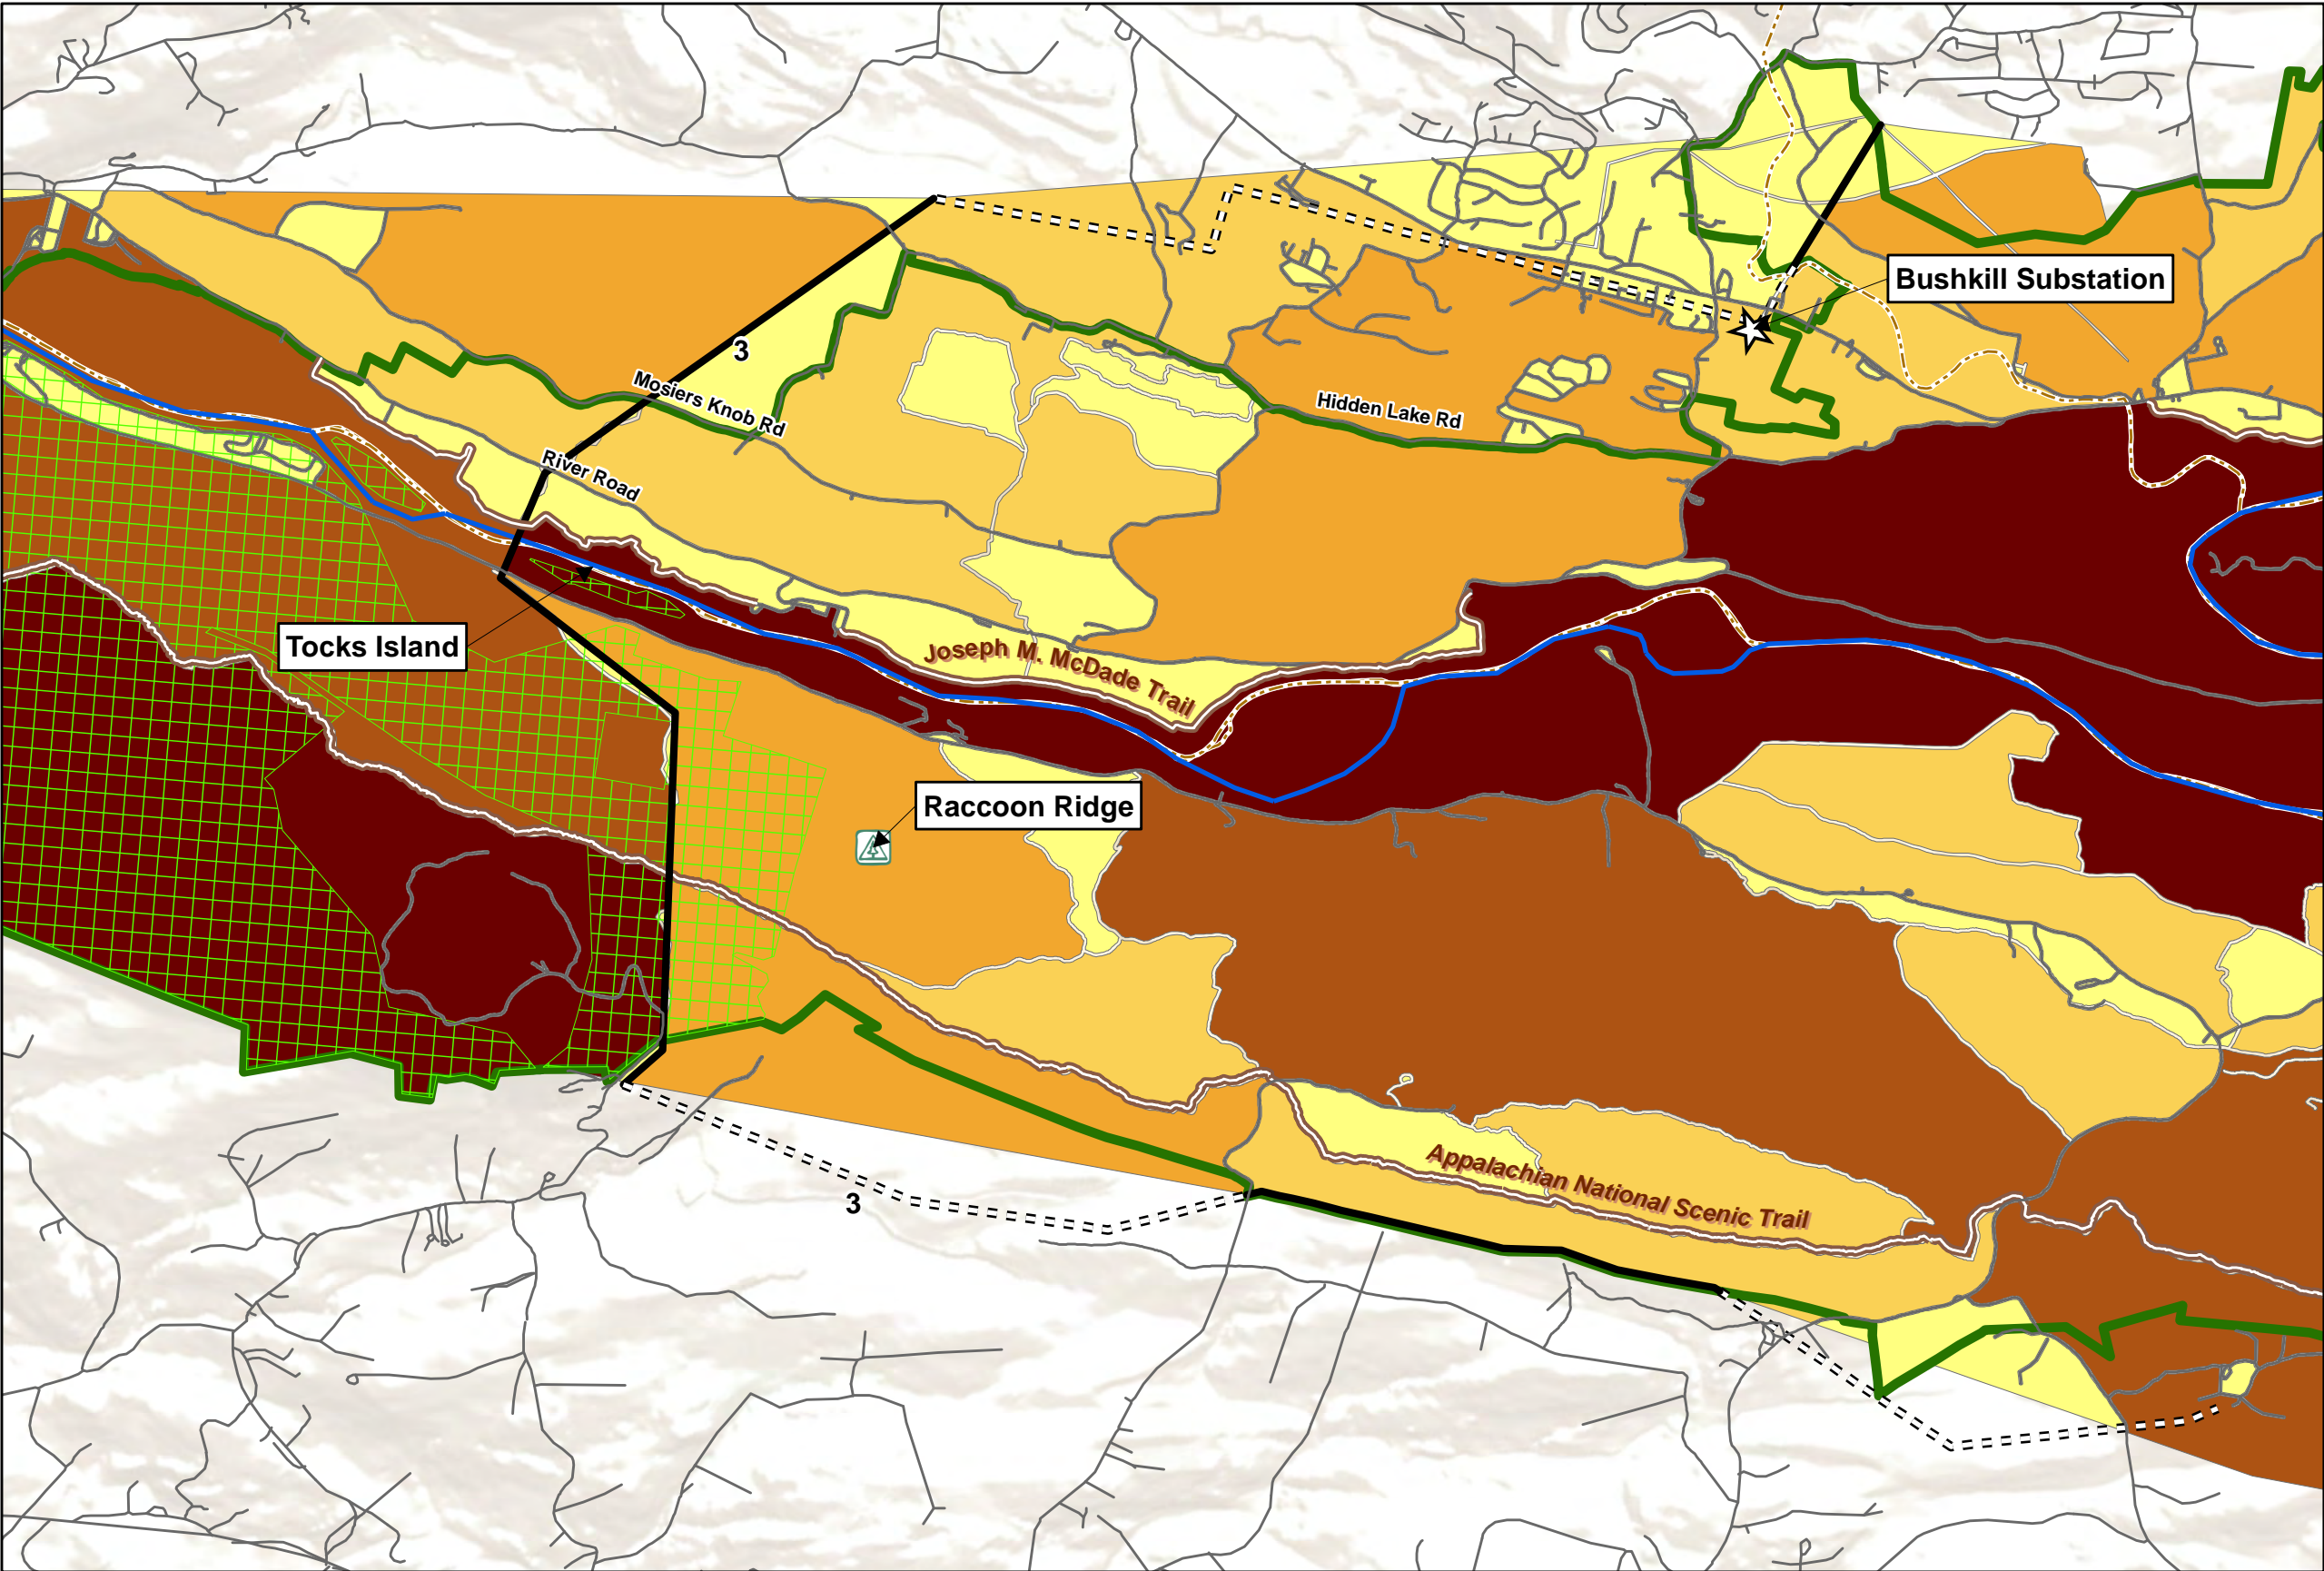 Bushkill Substation
3
Mosiers Knob Rd
Hidden Lake Rd
River Road
Tocks Island
Joseph M. McDade Trail
Raccoon Ridge
Appalachian National Scenic Trail
3